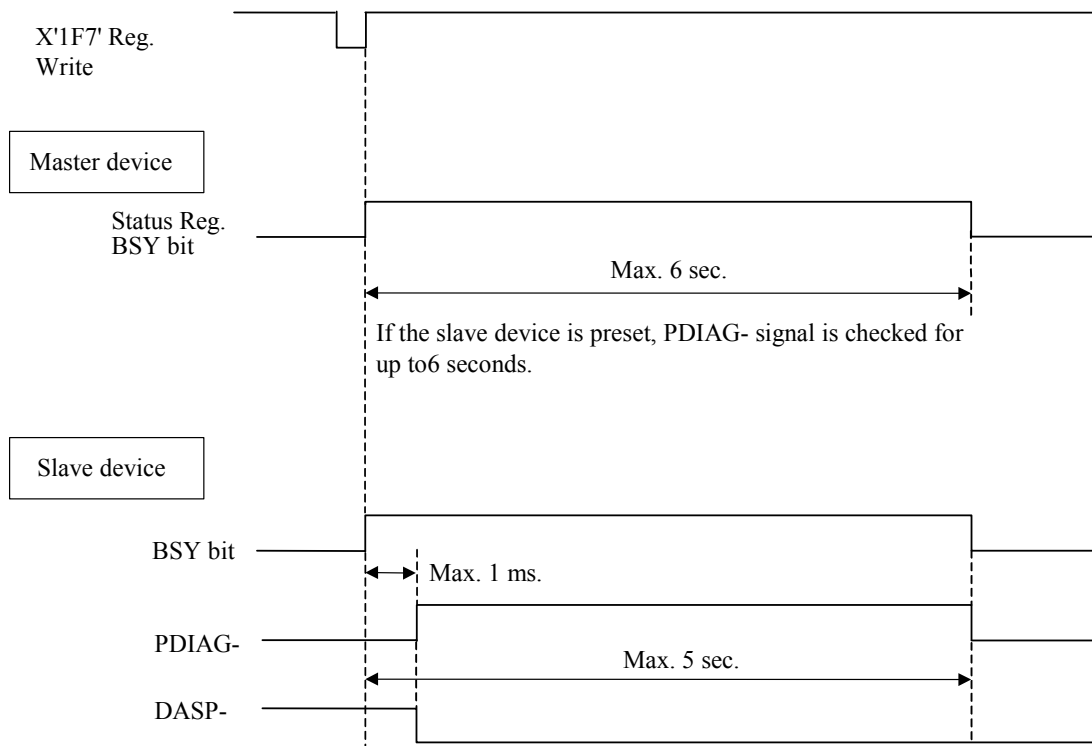 X'1F7' Reg.
Write
Master device
Status Reg.
BSY bit
Max. 6 sec.
If the slave device is preset, PDIAG- signal is checked for
up to6 seconds.
Slave device
BSY bit
Max. 1 ms.
PDIAG-
Max. 5 sec.
DASP-